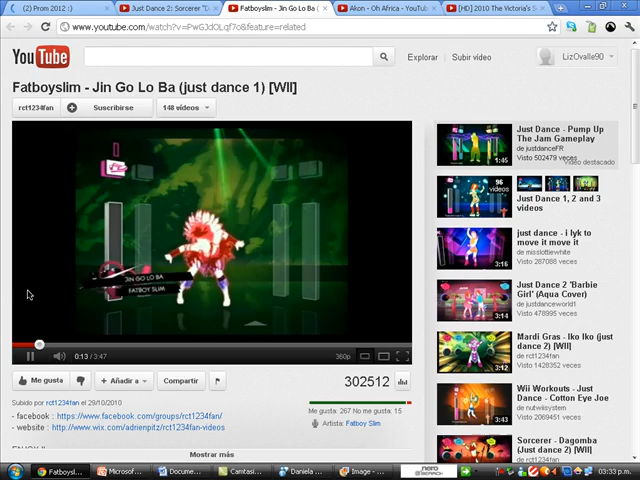 (2) Prom 2012 :)
Just Dance 2: Sorcerer "D
Fatboyslim - Jin Go Lo Ba (
Akon - Oh Africa - YouTu
[HD] 2010 The Victoria's S
www.youtube.com/watch?v=PwGJdOLqf7o&feature=related
YouTube
Explorar
Subir vídeo
LizOvalle90
Fatboyslim - Jin Go Lo Ba (just dance 1) [WII]
rct1234fan
Suscribirse
148 vídeos
JIN GO LO BA
FATBOY SLIM
0:13 / 3:47
360p
Me gusta
Añadir a
Compartir
302512
Subido por rct1234fan el 29/10/2010
- facebook : https://www.facebook.com/groups/rct1234fan/
- website : http://www.wix.com/adrienpitz/rct1234fan-videos
Me gusta: 267 No me gusta: 15
Artista: Fatboy Slim
Mostrar más
1:45
Just Dance - Pump Up
The Jam Gameplay
de justdanceFR
Visto 502479 veces
Vídeo destacado
96
videos
Just Dance 1, 2 and 3
videos
3:16
just dance - i lyk to
move it move it
de missliottlewhite
Visto 287088 veces
3:14
Just Dance 2 'Barbie
Girl' (Aqua Cover)
de justdanceworld1
Visto 478995 veces
3:12
Mardi Gras - Iko Iko (just
dance 2) [WII]
de rct1234fan
Visto 1428352 veces
3:43
Wii Workouts - Just
Dance - Cotton Eye Joe
de nutwiisystem
Visto 2069451 veces
Sorcerer - Dagomba
(Just dance 2) [Wii]
de rct1234fan
Inicio
Fatboysl...
Microsof...
Docume...
Camtasi...
Daniela ...
Image - ...
nero
SEARCH
03:33 p.m.